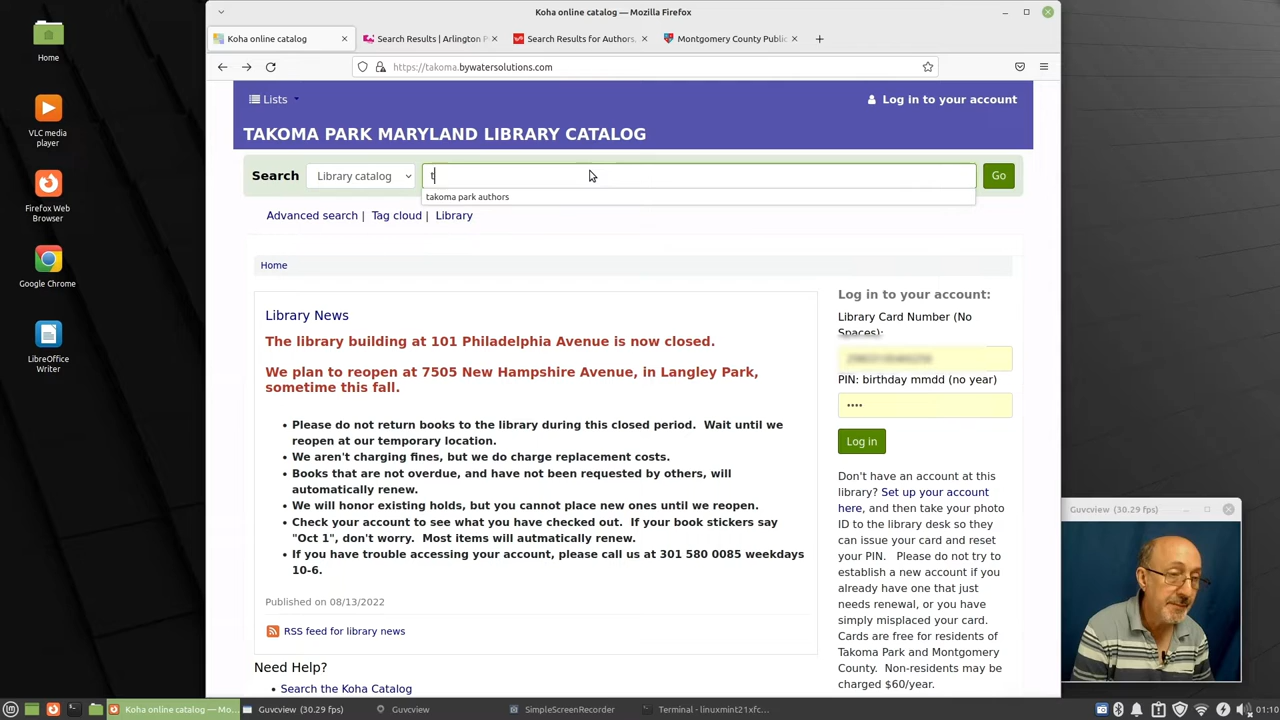 Koha online catalog — Mozilla Firefox
Koha online catalog
Search Results | Arlington P
Search Results for Authors.
Montgomery County Public
https://takoma.bywatersolutions.com
Home
VLC media
player
Firefox Web
Browser
Google Chrome
LibreOffice
Writer
Lists
Log in to your account
TAKOMA PARK MARYLAND LIBRARY CATALOG
Search
Library catalog
t
Go
takoma park authors
Advanced search |
Tag cloud |
Library
Home
Library News
The library building at 101 Philadelphia Avenue is now closed.
We plan to reopen at 7505 New Hampshire Avenue, in Langley Park,
sometime this fall.
• Please do not return books to the library during this closed period. Wait until we
reopen at our temporary location.
• We aren't charging fines, but we do charge replacement costs.
• Books that are not overdue, and have not been requested by others, will
automatically renew.
• We will honor existing holds, but you cannot place new ones until we reopen.
• Check your account to see what you have checked out. If your book stickers say
"Oct 1", don't worry. Most items will autmatically renew.
• If you have trouble accessing your account, please call us at 301 580 0085 weekdays
10-6.
Published on 08/13/2022
RSS feed for library news
Need Help?
• Search the Koha Catalog
Log in to your account:
Library Card Number (No
Spaces):
PIN: birthday mmdd (no year)
••••
Log in
Don't have an account at this
library? Set up your account
here, and then take your photo
ID to the library desk so they
can issue your card and reset
your PIN. Please do not try to
establish a new account if you
already have one that just
needs renewal, or you have
simply misplaced your card.
Cards are free for residents of
Takoma Park and Montgomery
County. Non-residents may be
charged $60/year.
Guvcview (30.29 fps)
Koha online catalog — Mo...
Guvcview (30.29 fps)
Guvcview
SimpleScreenRecorder
Terminal - linuxmint21xfc...
01:10